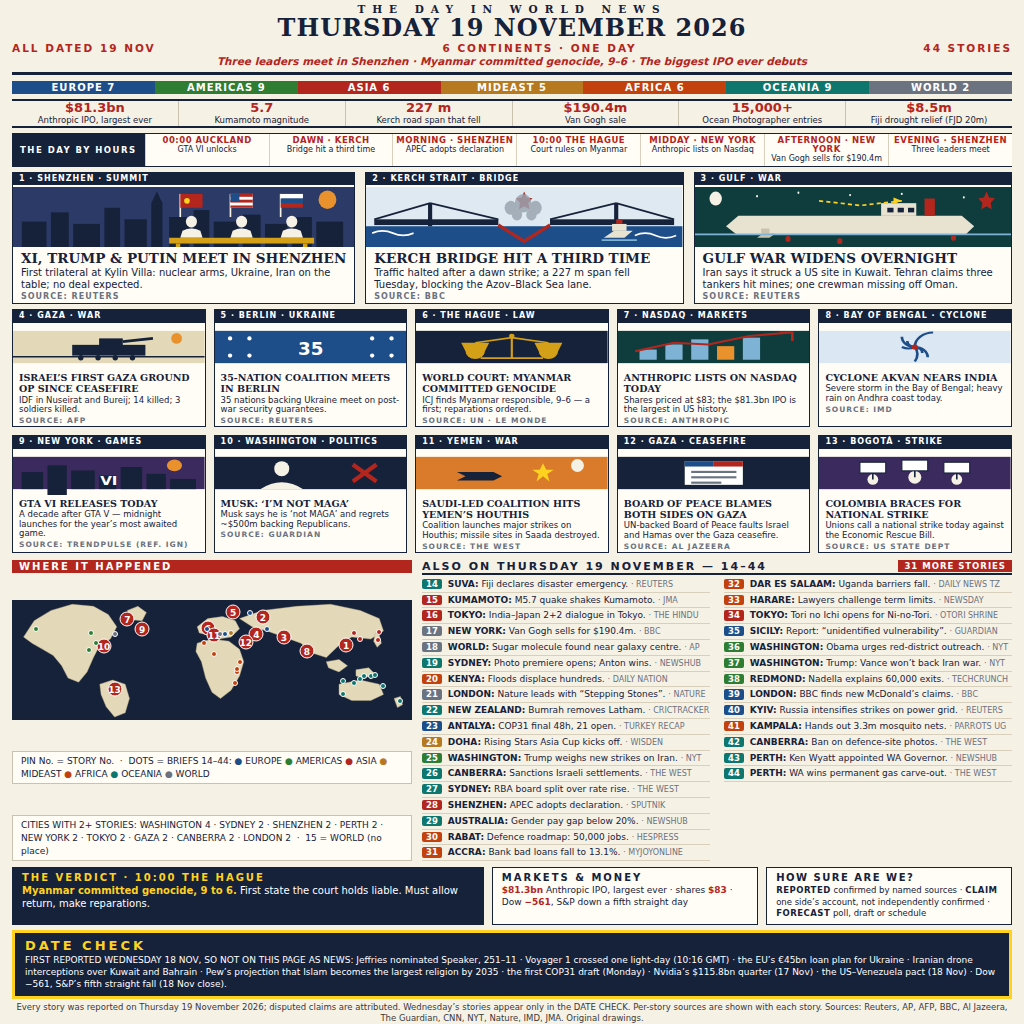 THE DAY IN WORLD NEWS
THURSDAY 19 NOVEMBER 2026
ALL DATED 19 NOV
6 CONTINENTS · ONE DAY
44 STORIES
Three leaders meet in Shenzhen · Myanmar committed genocide, 9–6 · The biggest IPO ever debuts
EUROPE 7
AMERICAS 9
ASIA 6
MIDEAST 5
AFRICA 6
OCEANIA 9
WORLD 2
$81.3bn
Anthropic IPO, largest ever
5.7
Kumamoto magnitude
227 m
Kerch road span that fell
$190.4m
Van Gogh sale
15,000+
Ocean Photographer entries
$8.5m
Fiji drought relief (FJD 20m)
THE DAY BY HOURS
00:00 AUCKLAND
GTA VI unlocks
DAWN · KERCH
Bridge hit a third time
MORNING · SHENZHEN
APEC adopts declaration
10:00 THE HAGUE
Court rules on Myanmar
MIDDAY · NEW YORK
Anthropic lists on Nasdaq
AFTERNOON · NEW
YORK
Van Gogh sells for $190.4m
EVENING · SHENZHEN
Three leaders meet
1 · SHENZHEN · SUMMIT
XI, TRUMP & PUTIN MEET IN SHENZHEN
First trilateral at Kylin Villa: nuclear arms, Ukraine, Iran on the
table; no deal expected.
SOURCE: REUTERS
2 · KERCH STRAIT · BRIDGE
KERCH BRIDGE HIT A THIRD TIME
Traffic halted after a dawn strike; a 227 m span fell
Tuesday, blocking the Azov–Black Sea lane.
SOURCE: BBC
3 · GULF · WAR
GULF WAR WIDENS OVERNIGHT
Iran says it struck a US site in Kuwait. Tehran claims three
tankers hit mines; one crewman missing off Oman.
SOURCE: REUTERS
4 · GAZA · WAR
ISRAEL'S FIRST GAZA GROUND
OP SINCE CEASEFIRE
IDF in Nuseirat and Bureij; 14 killed; 3
soldiers killed.
SOURCE: AFP
5 · BERLIN · UKRAINE
35
35-NATION COALITION MEETS
IN BERLIN
35 nations backing Ukraine meet on post-
war security guarantees.
SOURCE: REUTERS
6 · THE HAGUE · LAW
WORLD COURT: MYANMAR
COMMITTED GENOCIDE
ICJ finds Myanmar responsible, 9–6 — a
first; reparations ordered.
SOURCE: UN · LE MONDE
7 · NASDAQ · MARKETS
ANTHROPIC LISTS ON NASDAQ
TODAY
Shares priced at $83; the $81.3bn IPO is
the largest in US history.
SOURCE: ANTHROPIC
8 · BAY OF BENGAL · CYCLONE
CYCLONE AKVAN NEARS INDIA
Severe storm in the Bay of Bengal; heavy
rain on Andhra coast today.
SOURCE: IMD
9 · NEW YORK · GAMES
VI
GTA VI RELEASES TODAY
A decade after GTA V — midnight
launches for the year's most awaited
game.
SOURCE: TRENDPULSE (REF. IGN)
10 · WASHINGTON · POLITICS
MUSK: ‘I’M NOT MAGA’
Musk says he is ‘not MAGA’ and regrets
~$500m backing Republicans.
SOURCE: GUARDIAN
11 · YEMEN · WAR
SAUDI-LED COALITION HITS
YEMEN'S HOUTHIS
Coalition launches major strikes on
Houthis; missile sites in Saada destroyed.
SOURCE: THE WEST
12 · GAZA · CEASEFIRE
BOARD OF PEACE BLAMES
BOTH SIDES ON GAZA
UN-backed Board of Peace faults Israel
and Hamas over the Gaza ceasefire.
SOURCE: AL JAZEERA
13 · BOGOTÁ · STRIKE
COLOMBIA BRACES FOR
NATIONAL STRIKE
Unions call a national strike today against
the Economic Rescue Bill.
SOURCE: US STATE DEPT
WHERE IT HAPPENED
7
9
10
13
5
2
11
12
4
3
8
1
PIN No. = STORY No. · DOTS = BRIEFS 14–44: ● EUROPE ● AMERICAS ● ASIA ●
MIDEAST ● AFRICA ● OCEANIA ● WORLD
CITIES WITH 2+ STORIES: WASHINGTON 4 · SYDNEY 2 · SHENZHEN 2 · PERTH 2 ·
NEW YORK 2 · TOKYO 2 · GAZA 2 · CANBERRA 2 · LONDON 2 · 15 = WORLD (no
place)
ALSO ON THURSDAY 19 NOVEMBER — 14–44
31 MORE STORIES
14 SUVA: Fiji declares disaster emergency. · REUTERS
15 KUMAMOTO: M5.7 quake shakes Kumamoto. · JMA
16 TOKYO: India–Japan 2+2 dialogue in Tokyo. · THE HINDU
17 NEW YORK: Van Gogh sells for $190.4m. · BBC
18 WORLD: Sugar molecule found near galaxy centre. · AP
19 SYDNEY: Photo premiere opens; Anton wins. · NEWSHUB
20 KENYA: Floods displace hundreds. · DAILY NATION
21 LONDON: Nature leads with “Stepping Stones”. · NATURE
22 NEW ZEALAND: Bumrah removes Latham. · CRICTRACKER
23 ANTALYA: COP31 final 48h, 21 open. · TURKEY RECAP
24 DOHA: Rising Stars Asia Cup kicks off. · WISDEN
25 WASHINGTON: Trump weighs new strikes on Iran. · NYT
26 CANBERRA: Sanctions Israeli settlements. · THE WEST
27 SYDNEY: RBA board split over rate rise. · THE WEST
28 SHENZHEN: APEC adopts declaration. · SPUTNIK
29 AUSTRALIA: Gender pay gap below 20%. · NEWSHUB
30 RABAT: Defence roadmap: 50,000 jobs. · HESPRESS
31 ACCRA: Bank bad loans fall to 13.1%. · MYJOYONLINE
32 DAR ES SALAAM: Uganda barriers fall. · DAILY NEWS TZ
33 HARARE: Lawyers challenge term limits. · NEWSDAY
34 TOKYO: Tori no Ichi opens for Ni-no-Tori. · OTORI SHRINE
35 SICILY: Report: “unidentified vulnerability”. · GUARDIAN
36 WASHINGTON: Obama urges red-district outreach. · NYT
37 WASHINGTON: Trump: Vance won’t back Iran war. · NYT
38 REDMOND: Nadella explains 60,000 exits. · TECHCRUNCH
39 LONDON: BBC finds new McDonald’s claims. · BBC
40 KYIV: Russia intensifies strikes on power grid. · REUTERS
41 KAMPALA: Hands out 3.3m mosquito nets. · PARROTS UG
42 CANBERRA: Ban on defence-site photos. · THE WEST
43 PERTH: Ken Wyatt appointed WA Governor. · NEWSHUB
44 PERTH: WA wins permanent gas carve-out. · THE WEST
THE VERDICT · 10:00 THE HAGUE
Myanmar committed genocide, 9 to 6. First state the court holds liable. Must allow
return, make reparations.
MARKETS & MONEY
$81.3bn Anthropic IPO, largest ever · shares $83 ·
Dow −561, S&P down a fifth straight day
HOW SURE ARE WE?
REPORTED confirmed by named sources · CLAIM
one side’s account, not independently confirmed ·
FORECAST poll, draft or schedule
DATE CHECK
FIRST REPORTED WEDNESDAY 18 NOV, SO NOT ON THIS PAGE AS NEWS: Jeffries nominated Speaker, 251–11 · Voyager 1 crossed one light-day (10:16 GMT) · the EU’s €45bn loan plan for Ukraine · Iranian drone
interceptions over Kuwait and Bahrain · Pew’s projection that Islam becomes the largest religion by 2035 · the first COP31 draft (Monday) · Nvidia’s $115.8bn quarter (17 Nov) · the US–Venezuela pact (18 Nov) · Dow
−561, S&P’s fifth straight fall (18 Nov close).
Every story was reported on Thursday 19 November 2026; disputed claims are attributed. Wednesday’s stories appear only in the DATE CHECK. Per-story sources are shown with each story. Sources: Reuters, AP, AFP, BBC, Al Jazeera,
The Guardian, CNN, NYT, Nature, IMD, JMA. Original drawings.